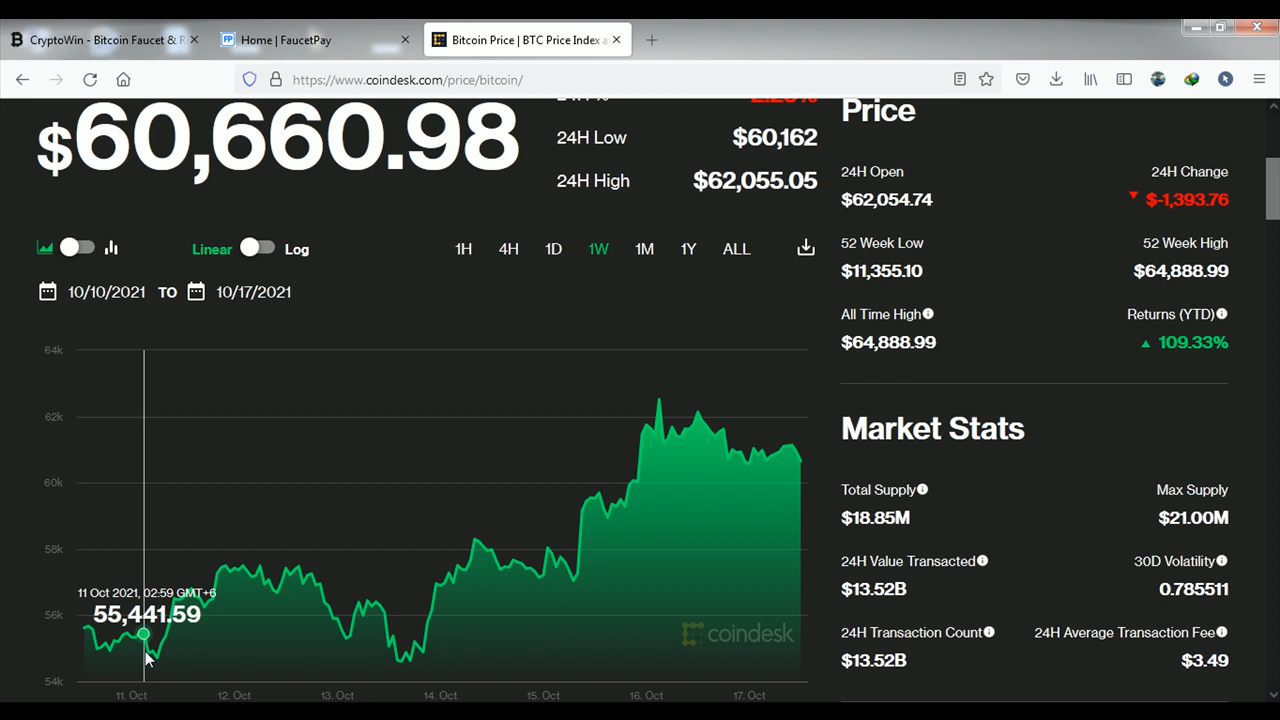 CryptoWin - Bitcoin Faucet & R
Home | FaucetPay
Bitcoin Price | BTC Price Index a
https://www.coindesk.com/price/bitcoin/
$60,660.98
24H Low $60,162
24H High $62,055.05
Linear Log
1H 4H 1D 1W 1M 1Y ALL
10/10/2021 TO 10/17/2021
64k
62k
60k
58k
56k
54k
11 Oct 2021, 02:59 GMT+6
55,441.59
coindesk
11. Oct 12. Oct 13. Oct 14. Oct 15. Oct 16. Oct 17. Oct
Price
24H Open 24H Change
$62,054.74 $-1,393.76
52 Week Low 52 Week High
$11,355.10 $64,888.99
All Time High Returns (YTD)
$64,888.99 109.33%
Market Stats
Total Supply Max Supply
$18.85M $21.00M
24H Value Transacted 30D Volatility
$13.52B 0.785511
24H Transaction Count 24H Average Transaction Fee
$13.52B $3.49